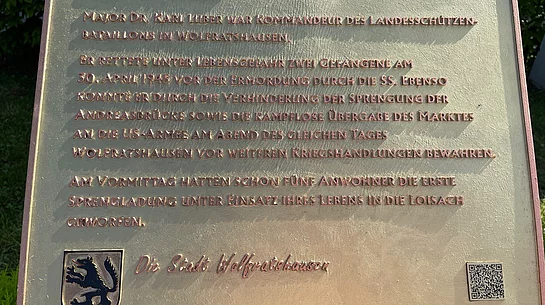 Major Dr. Karl Luber war Kommandeur des Landesschützen-
bataillons in Wolfratshausen.
Er rettete unter Lebensgefahr zwei Gefangene am
30. April 1945 vor der Ermordung durch die SS. Ebenso
konnte er durch die Verhinderung der Sprengung der
Andreasbrücke sowie die kampflose Übergabe des Marktes
an die US-Armee am Abend des gleichen Tages
Wolfratshausen vor weiteren Kriegshandlungen bewahren.
Am Vormittag hatten schon fünf Anwohner die erste
Sprengladung unter Einsatz ihres Lebens in die Loisach
geworfen.
Die Stadt Wolfratshausen